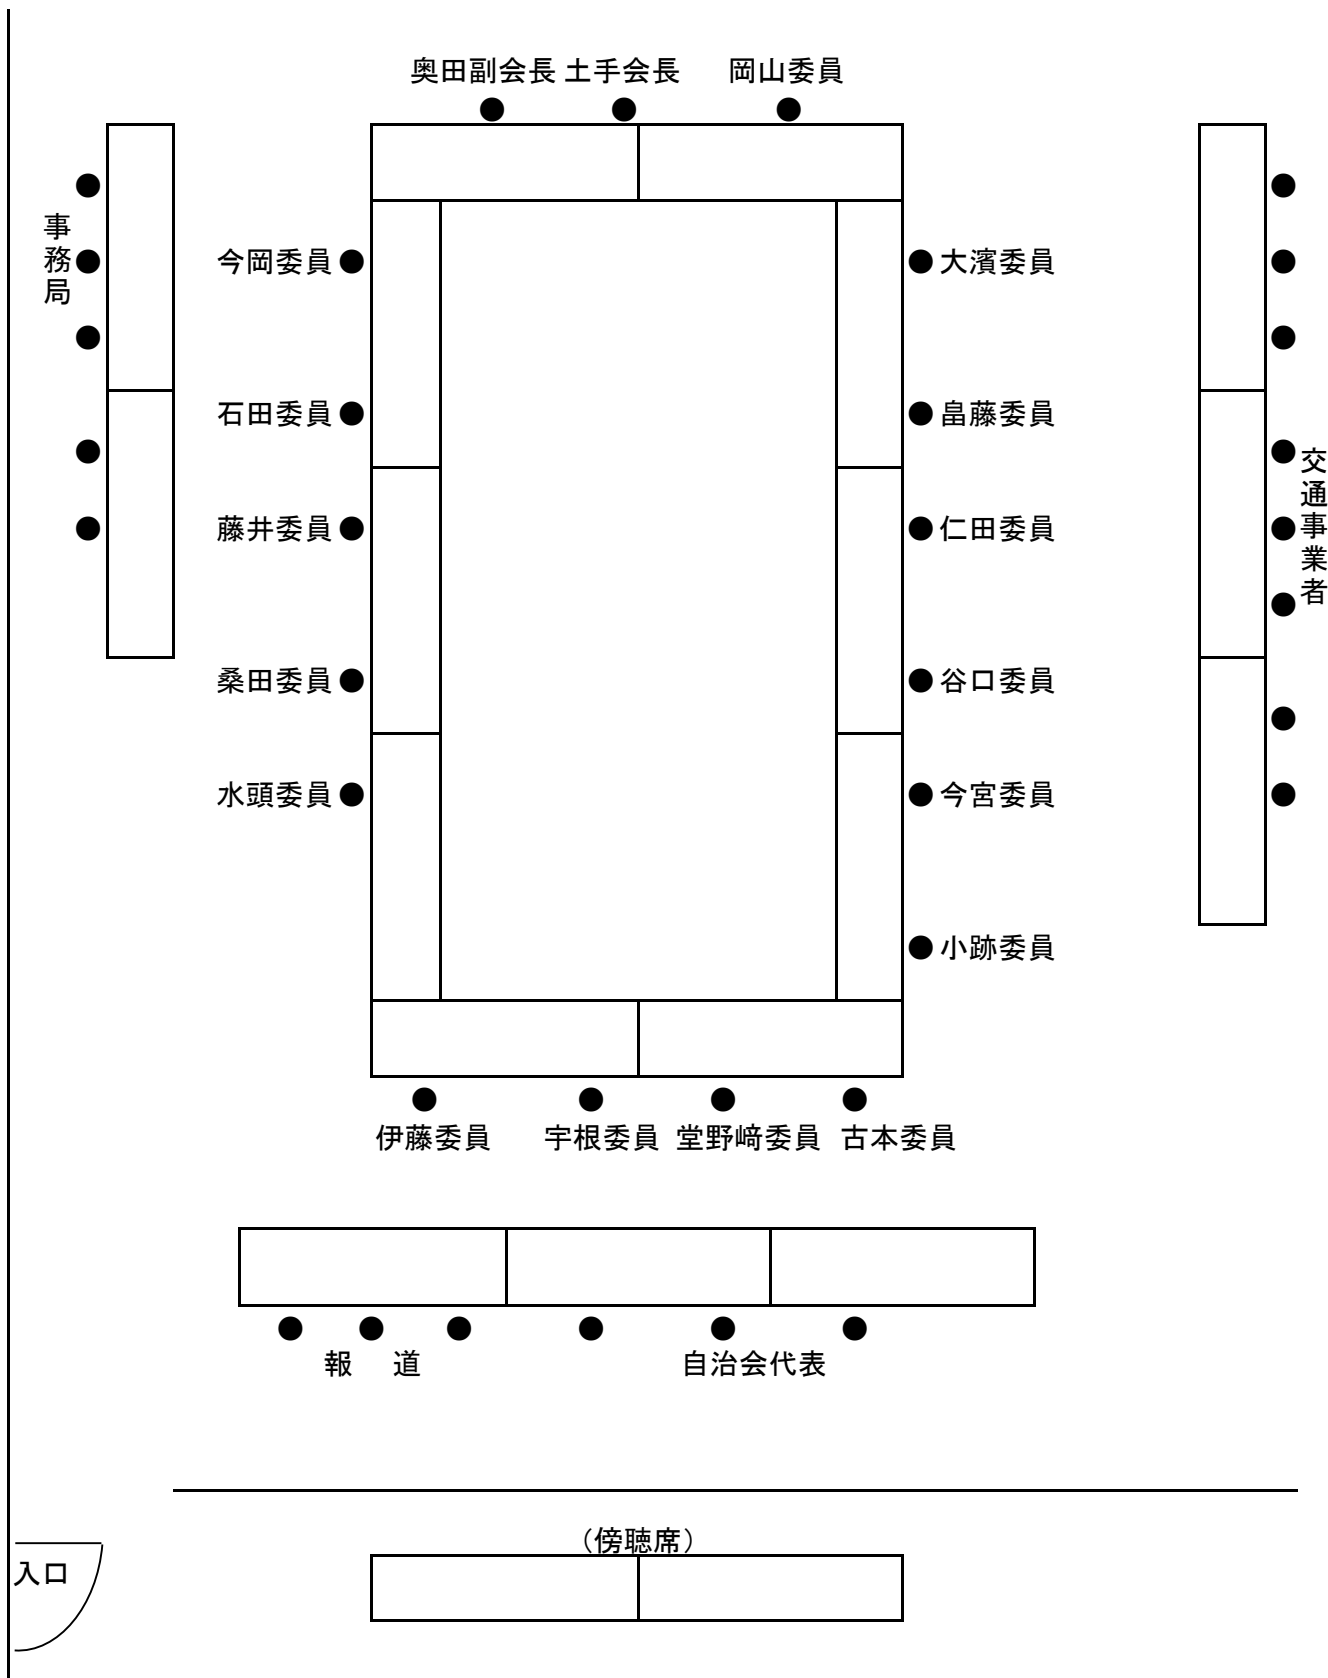 奥田副会長 土手会長 岡山委員
事務局
今岡委員 大濱委員
石田委員 畠藤委員
交通事業者
藤井委員 仁田委員
桑田委員 谷口委員
水頭委員 今宮委員
小跡委員
伊藤委員 宇根委員 堂野﨑委員 古本委員
報 道 自治会代表
（傍聴席）
入口